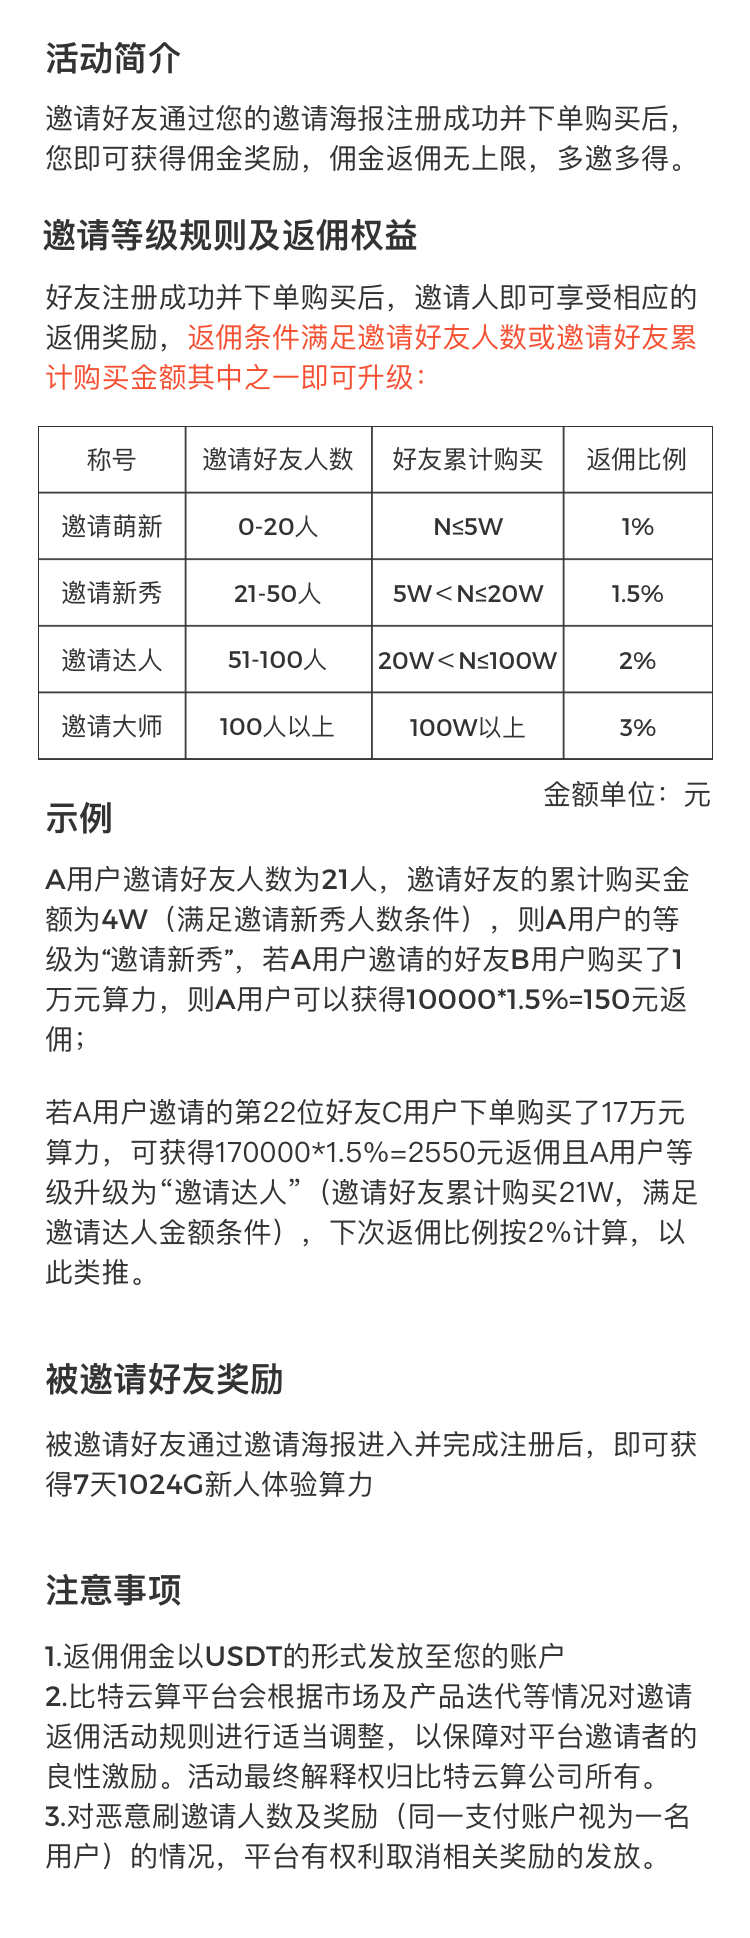 活动简介
邀请好友通过您的邀请海报注册成功并下单购买后，
您即可获得佣金奖励，佣金返佣无上限，多邀多得。
邀请等级规则及返佣权益
好友注册成功并下单购买后，邀请人即可享受相应的
返佣奖励，返佣条件满足邀请好友人数或邀请好友累
计购买金额其中之一即可升级：
称号 邀请好友人数 好友累计购买 返佣比例
邀请萌新 0-20人 N≤5W 1%
邀请新秀 21-50人 5W＜N≤20W 1.5%
邀请达人 51-100人 20W＜N≤100W 2%
邀请大师 100人以上 100W以上 3%
金额单位：元
示例
A用户邀请好友人数为21人，邀请好友的累计购买金
额为4W（满足邀请新秀人数条件），则A用户的等
级为“邀请新秀”，若A用户邀请的好友B用户购买了1
万元算力，则A用户可以获得10000*1.5%=150元返
佣；
若A用户邀请的第22位好友C用户下单购买了17万元
算力，可获得170000*1.5%=2550元返佣且A用户等
级升级为“邀请达人”（邀请好友累计购买21W，满足
邀请达人金额条件），下次返佣比例按2%计算，以
此类推。
被邀请好友奖励
被邀请好友通过邀请海报进入并完成注册后，即可获
得7天1024G新人体验算力
注意事项
1.返佣佣金以USDT的形式发放至您的账户
2.比特云算平台会根据市场及产品迭代等情况对邀请
返佣活动规则进行适当调整，以保障对平台邀请者的
良性激励。活动最终解释权归比特云算公司所有。
3.对恶意刷邀请人数及奖励（同一支付账户视为一名
用户）的情况，平台有权利取消相关奖励的发放。